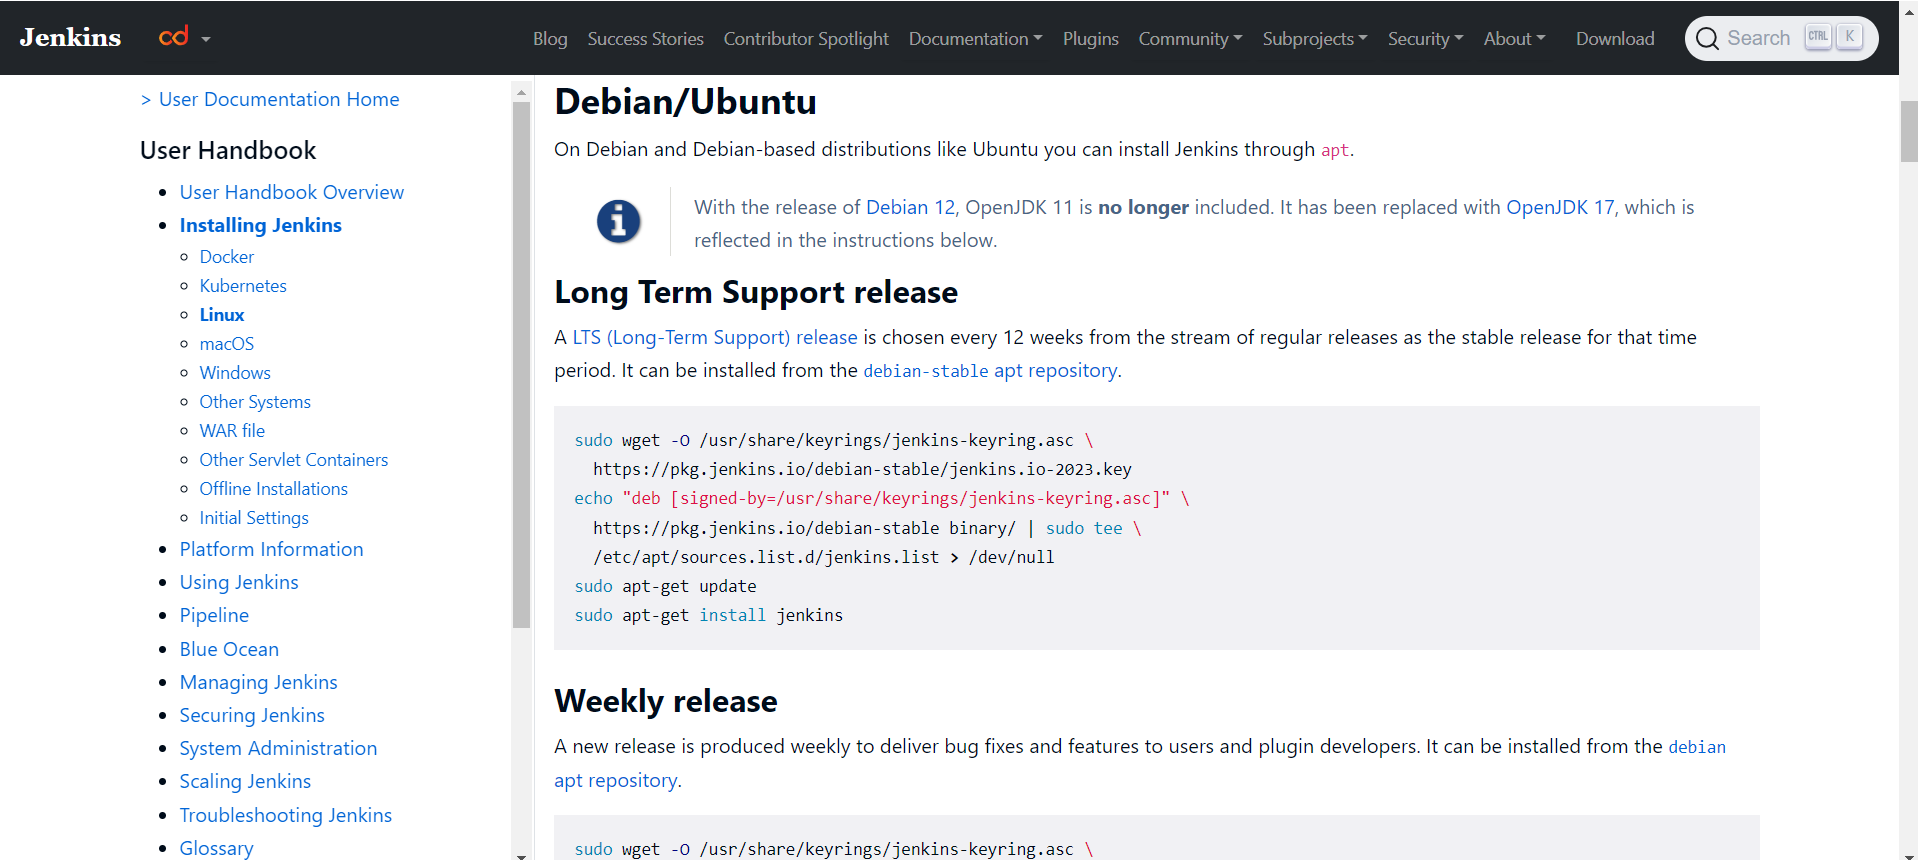 Jenkins
Blog Success Stories Contributor Spotlight Documentation Plugins Community Subprojects Security About Download
Search CTRL K
> User Documentation Home
User Handbook
User Handbook Overview
Installing Jenkins
Docker
Kubernetes
Linux
macOS
Windows
Other Systems
WAR file
Other Servlet Containers
Offline Installations
Initial Settings
Platform Information
Using Jenkins
Pipeline
Blue Ocean
Managing Jenkins
Securing Jenkins
System Administration
Scaling Jenkins
Troubleshooting Jenkins
Glossary
Debian/Ubuntu
On Debian and Debian-based distributions like Ubuntu you can install Jenkins through apt.
With the release of Debian 12, OpenJDK 11 is no longer included. It has been replaced with OpenJDK 17, which is
reflected in the instructions below.
Long Term Support release
A LTS (Long-Term Support) release is chosen every 12 weeks from the stream of regular releases as the stable release for that time
period. It can be installed from the debian-stable apt repository.
sudo wget -O /usr/share/keyrings/jenkins-keyring.asc \
https://pkg.jenkins.io/debian-stable/jenkins.io-2023.key
echo "deb [signed-by=/usr/share/keyrings/jenkins-keyring.asc]" \
https://pkg.jenkins.io/debian-stable binary/ | sudo tee \
/etc/apt/sources.list.d/jenkins.list > /dev/null
sudo apt-get update
sudo apt-get install jenkins
Weekly release
A new release is produced weekly to deliver bug fixes and features to users and plugin developers. It can be installed from the debian
apt repository.
sudo wget -O /usr/share/keyrings/jenkins-keyring.asc \